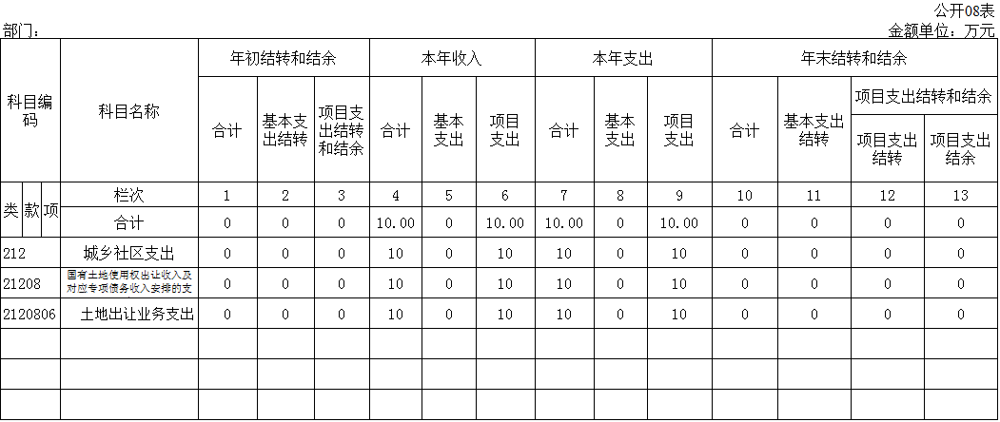 公开08表
部门：
金额单位：万元
科目编码
科目名称
年初结转和结余
本年收入
本年支出
年末结转和结余
合计
基本支出结转
项目支出结转和结余
合计
基本支出
项目支出
合计
基本支出
项目支出
合计
基本支出结转
项目支出结转和结余
项目支出结转
项目支出结余
类 款 项
栏次 1 2 3 4 5 6 7 8 9 10 11 12 13
合计 0 0 0 10.00 0 10.00 10.00 0 10.00 0 0 0 0
212 城乡社区支出 0 0 0 10 0 10 10 0 10 0 0 0 0
21208 国有土地使用权出让收入及对应专项债务收入安排的支 0 0 0 10 0 10 10 0 10 0 0 0 0
2120806 土地出让业务支出 0 0 0 10 0 10 10 0 10 0 0 0 0